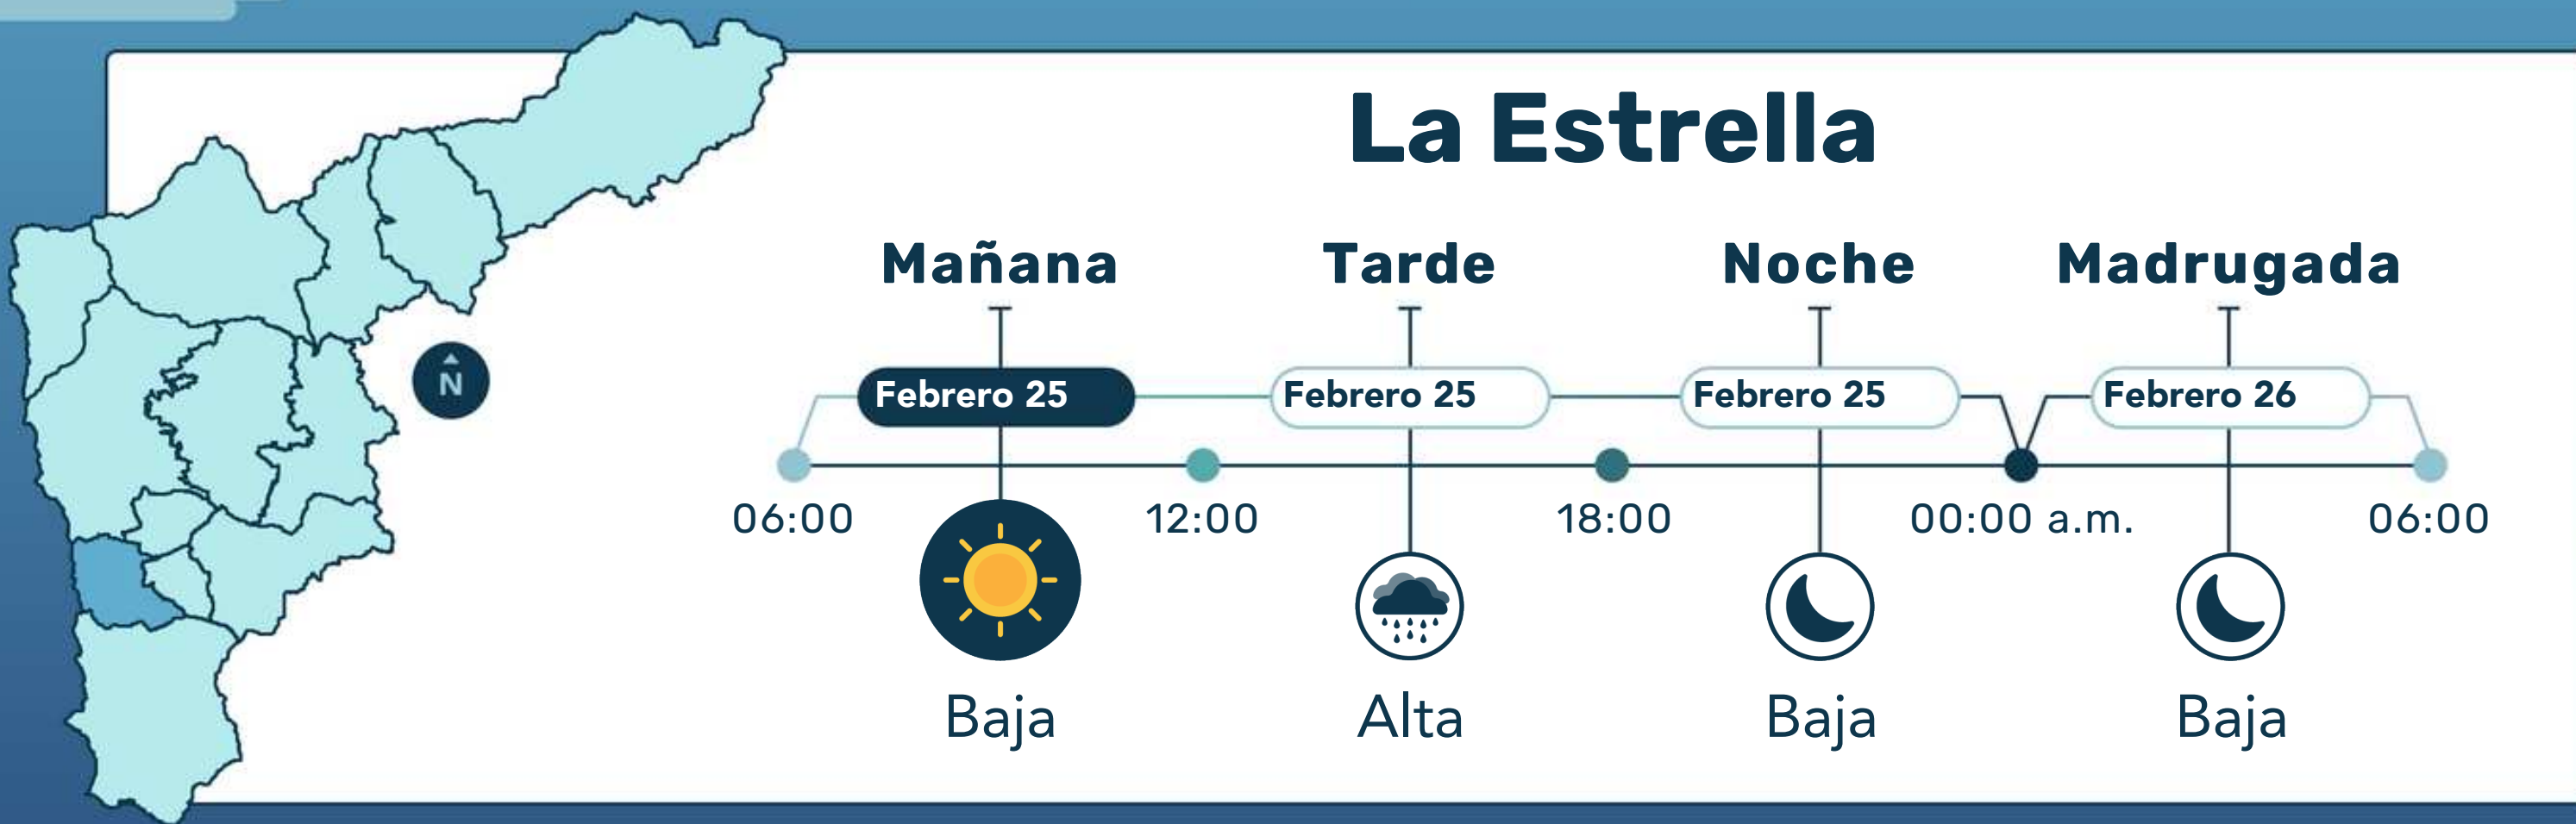 La Estrella
Mañana Tarde Noche Madrugada
Febrero 25 Febrero 25 Febrero 25 Febrero 26
N
06:00 12:00 18:00 00:00 a.m. 06:00
Baja Alta Baja Baja